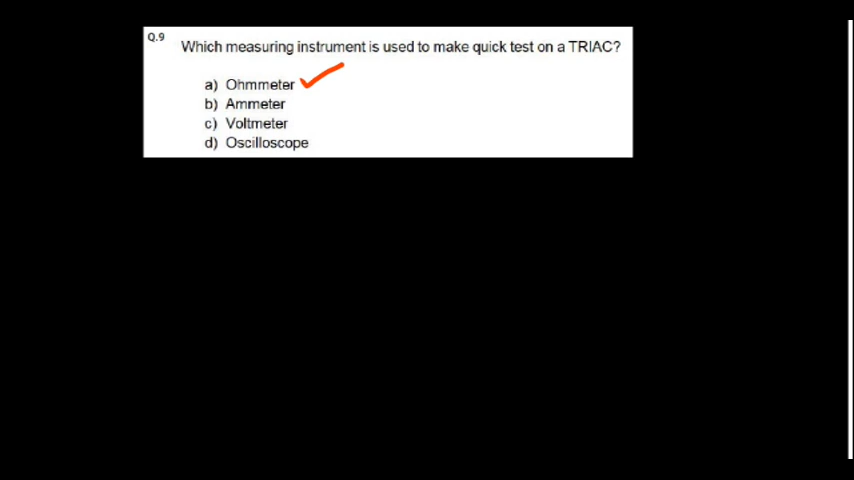 Q.9
Which measuring instrument is used to make quick test on a TRIAC?
a) Ohmmeter
b) Ammeter
c) Voltmeter
d) Oscilloscope